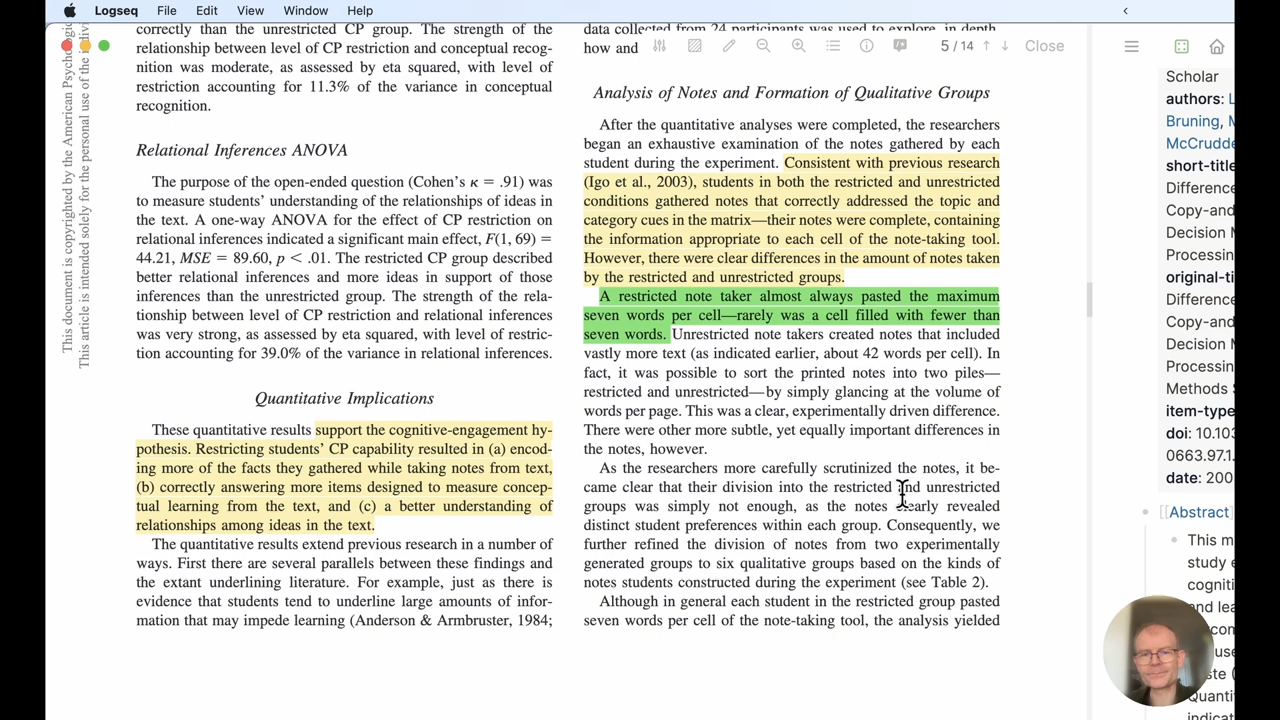 Logseq File Edit View Window Help
5 / 14 Close
This document is copyrighted by the American Psychologic
This article is intended solely for the personal use of the indiv
correctly than the unrestricted CP group. The strength of the
relationship between level of CP restriction and conceptual recog-
nition was moderate, as assessed by eta squared, with level of
restriction accounting for 11.3% of the variance in conceptual
recognition.
Relational Inferences ANOVA
The purpose of the open-ended question (Cohen's κ = .91) was
to measure students' understanding of the relationships of ideas in
the text. A one-way ANOVA for the effect of CP restriction on
relational inferences indicated a significant main effect, F(1, 69) =
44.21, MSE = 89.60, p < .01. The restricted CP group described
better relational inferences and more ideas in support of those
inferences than the unrestricted group. The strength of the rela-
tionship between level of CP restriction and relational inferences
was very strong, as assessed by eta squared, with level of restric-
tion accounting for 39.0% of the variance in relational inferences.
Quantitative Implications
These quantitative results support the cognitive-engagement hy-
pothesis. Restricting students' CP capability resulted in (a) encod-
ing more of the facts they gathered while taking notes from text,
(b) correctly answering more items designed to measure concep-
tual learning from the text, and (c) a better understanding of
relationships among ideas in the text.
The quantitative results extend previous research in a number of
ways. First there are several parallels between these findings and
the extant underlining literature. For example, just as there is
evidence that students tend to underline large amounts of infor-
mation that may impede learning (Anderson & Armbruster, 1984;
data collected from 24 participants was used to explore, in depth,
how and
Analysis of Notes and Formation of Qualitative Groups
After the quantitative analyses were completed, the researchers
began an exhaustive examination of the notes gathered by each
student during the experiment. Consistent with previous research
(Igo et al., 2003), students in both the restricted and unrestricted
conditions gathered notes that correctly addressed the topic and
category cues in the matrix—their notes were complete, containing
the information appropriate to each cell of the note-taking tool.
However, there were clear differences in the amount of notes taken
by the restricted and unrestricted groups.
A restricted note taker almost always pasted the maximum
seven words per cell—rarely was a cell filled with fewer than
seven words. Unrestricted note takers created notes that included
vastly more text (as indicated earlier, about 42 words per cell). In
fact, it was possible to sort the printed notes into two piles—
restricted and unrestricted—by simply glancing at the volume of
words per page. This was a clear, experimentally driven difference.
There were other more subtle, yet equally important differences in
the notes, however.
As the researchers more carefully scrutinized the notes, it be-
came clear that their division into the restricted and unrestricted
groups was simply not enough, as the notes clearly revealed
distinct student preferences within each group. Consequently, we
further refined the division of notes from two experimentally
generated groups to six qualitative groups based on the kinds of
notes students constructed during the experiment (see Table 2).
Although in general each student in the restricted group pasted
seven words per cell of the note-taking tool, the analysis yielded
Scholar
authors: L
Bruning, M
McCrudde
short-title
Difference
Copy-and
Decision M
Processin
original-ti
Difference
Copy-and
Decision M
Processin
Methods S
item-type
doi: 10.103
0663.97.1.
date: 200
[[Abstract
This m
study e
cogniti
and lea
Quanti
indicat